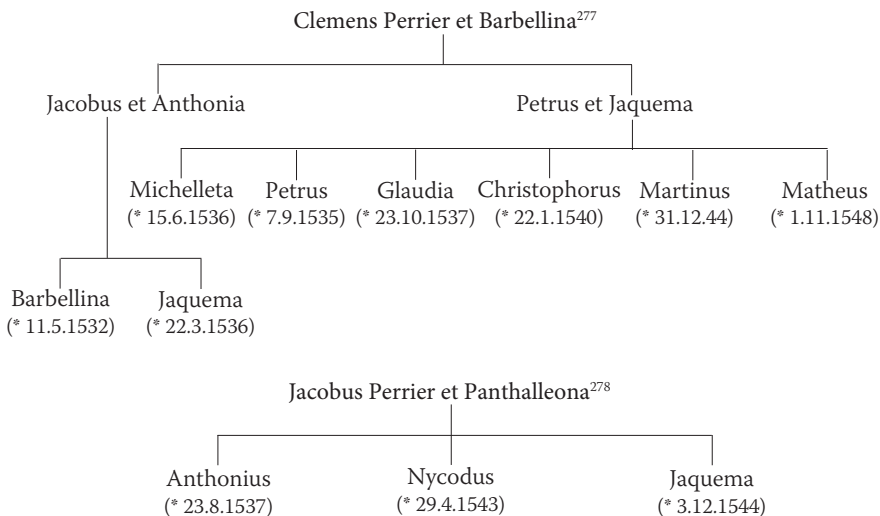 Clemens Perrier et Barbellina²⁷⁷
Jacobus et Anthonia Petrus et Jaquema
Michelleta Petrus Glaudia Christophorus Martinus Matheus
(* 15.6.1536) (* 7.9.1535) (* 23.10.1537) (* 22.1.1540) (* 31.12.44) (* 1.11.1548)
Barbellina Jaquema
(* 11.5.1532) (* 22.3.1536)
Jacobus Perrier et Panthalleona²⁷⁸
Anthonius Nycodus Jaquema
(* 23.8.1537) (* 29.4.1543) (* 3.12.1544)